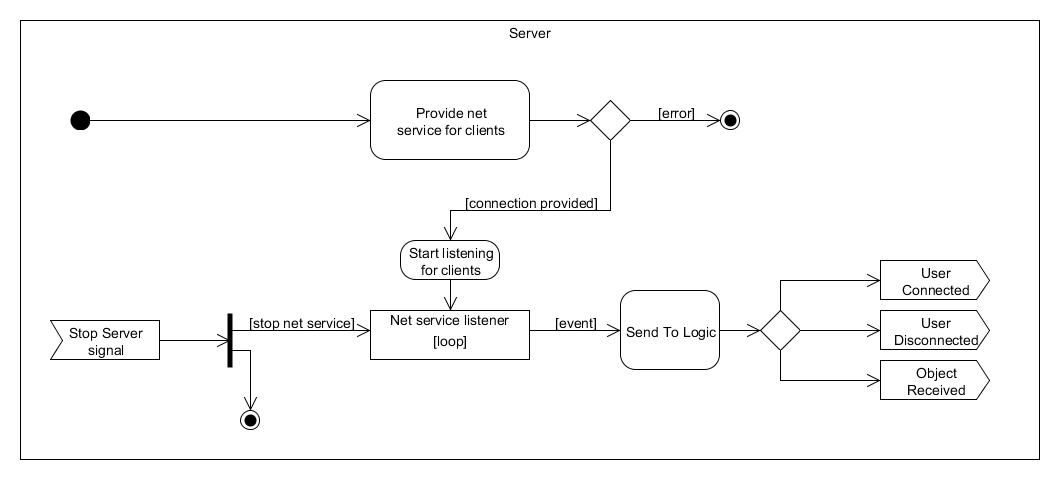 Server
Provide net
service for clients
[error]
[connection provided]
Start listening
for clients
Stop Server
signal
[stop net service]
Net service listener
[loop]
[event]
Send To Logic
User
Connected
User
Disconnected
Object
Received